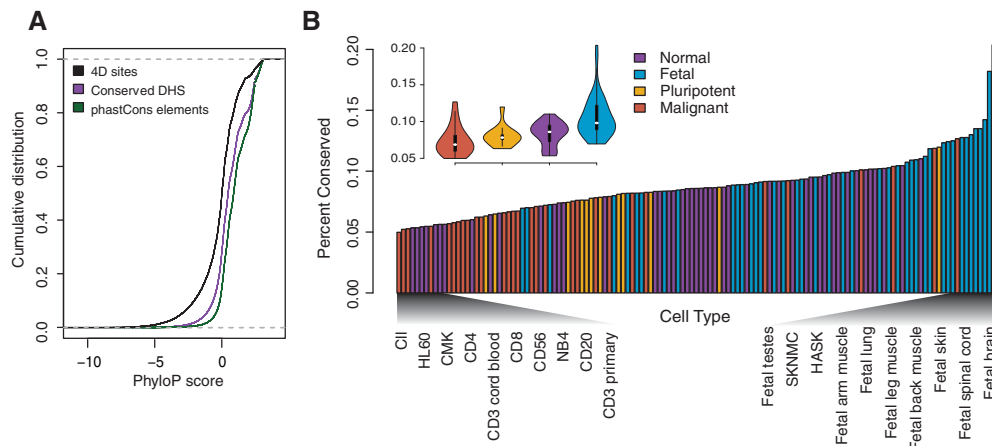 A
1.0
0.8
0.6
0.4
0.2
0.0
Cumulative distribution
4D sites
Conserved DHS
phastCons elements
−10
−5
0
PhyloP score
B
0.20
0.15
0.10
0.05
0.00
Percent Conserved
0.20
0.15
0.10
0.05
Normal
Fetal
Pluripotent
Malignant
Cell Type
Cll
HL60
CMK
CD4
CD3 cord blood
CD8
CD56
NB4
CD20
CD3 primary
Fetal testes
SKNMC
HASK
Fetal arm muscle
Fetal lung
Fetal leg muscle
Fetal back muscle
Fetal skin
Fetal spinal cord
Fetal brain